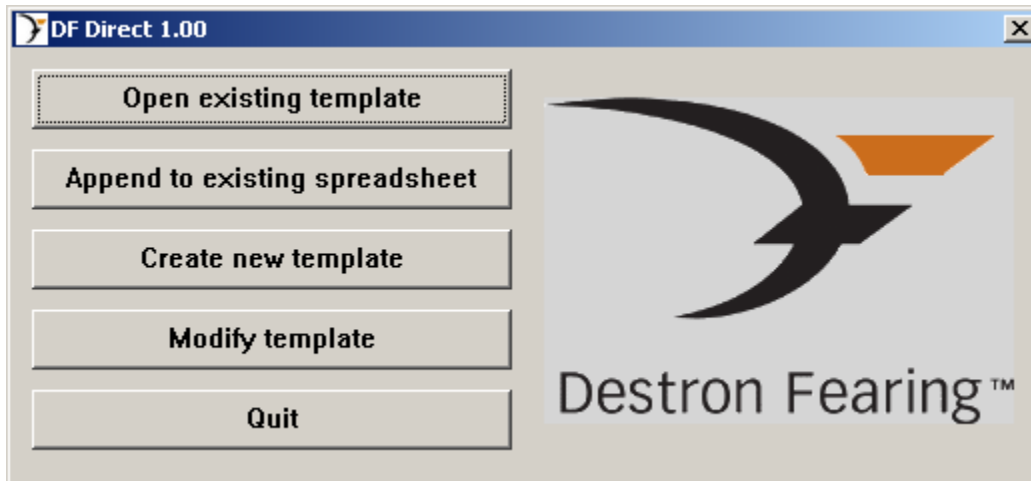 DF Direct 1.00
Open existing template
Append to existing spreadsheet
Create new template
Modify template
Quit
Destron Fearing™